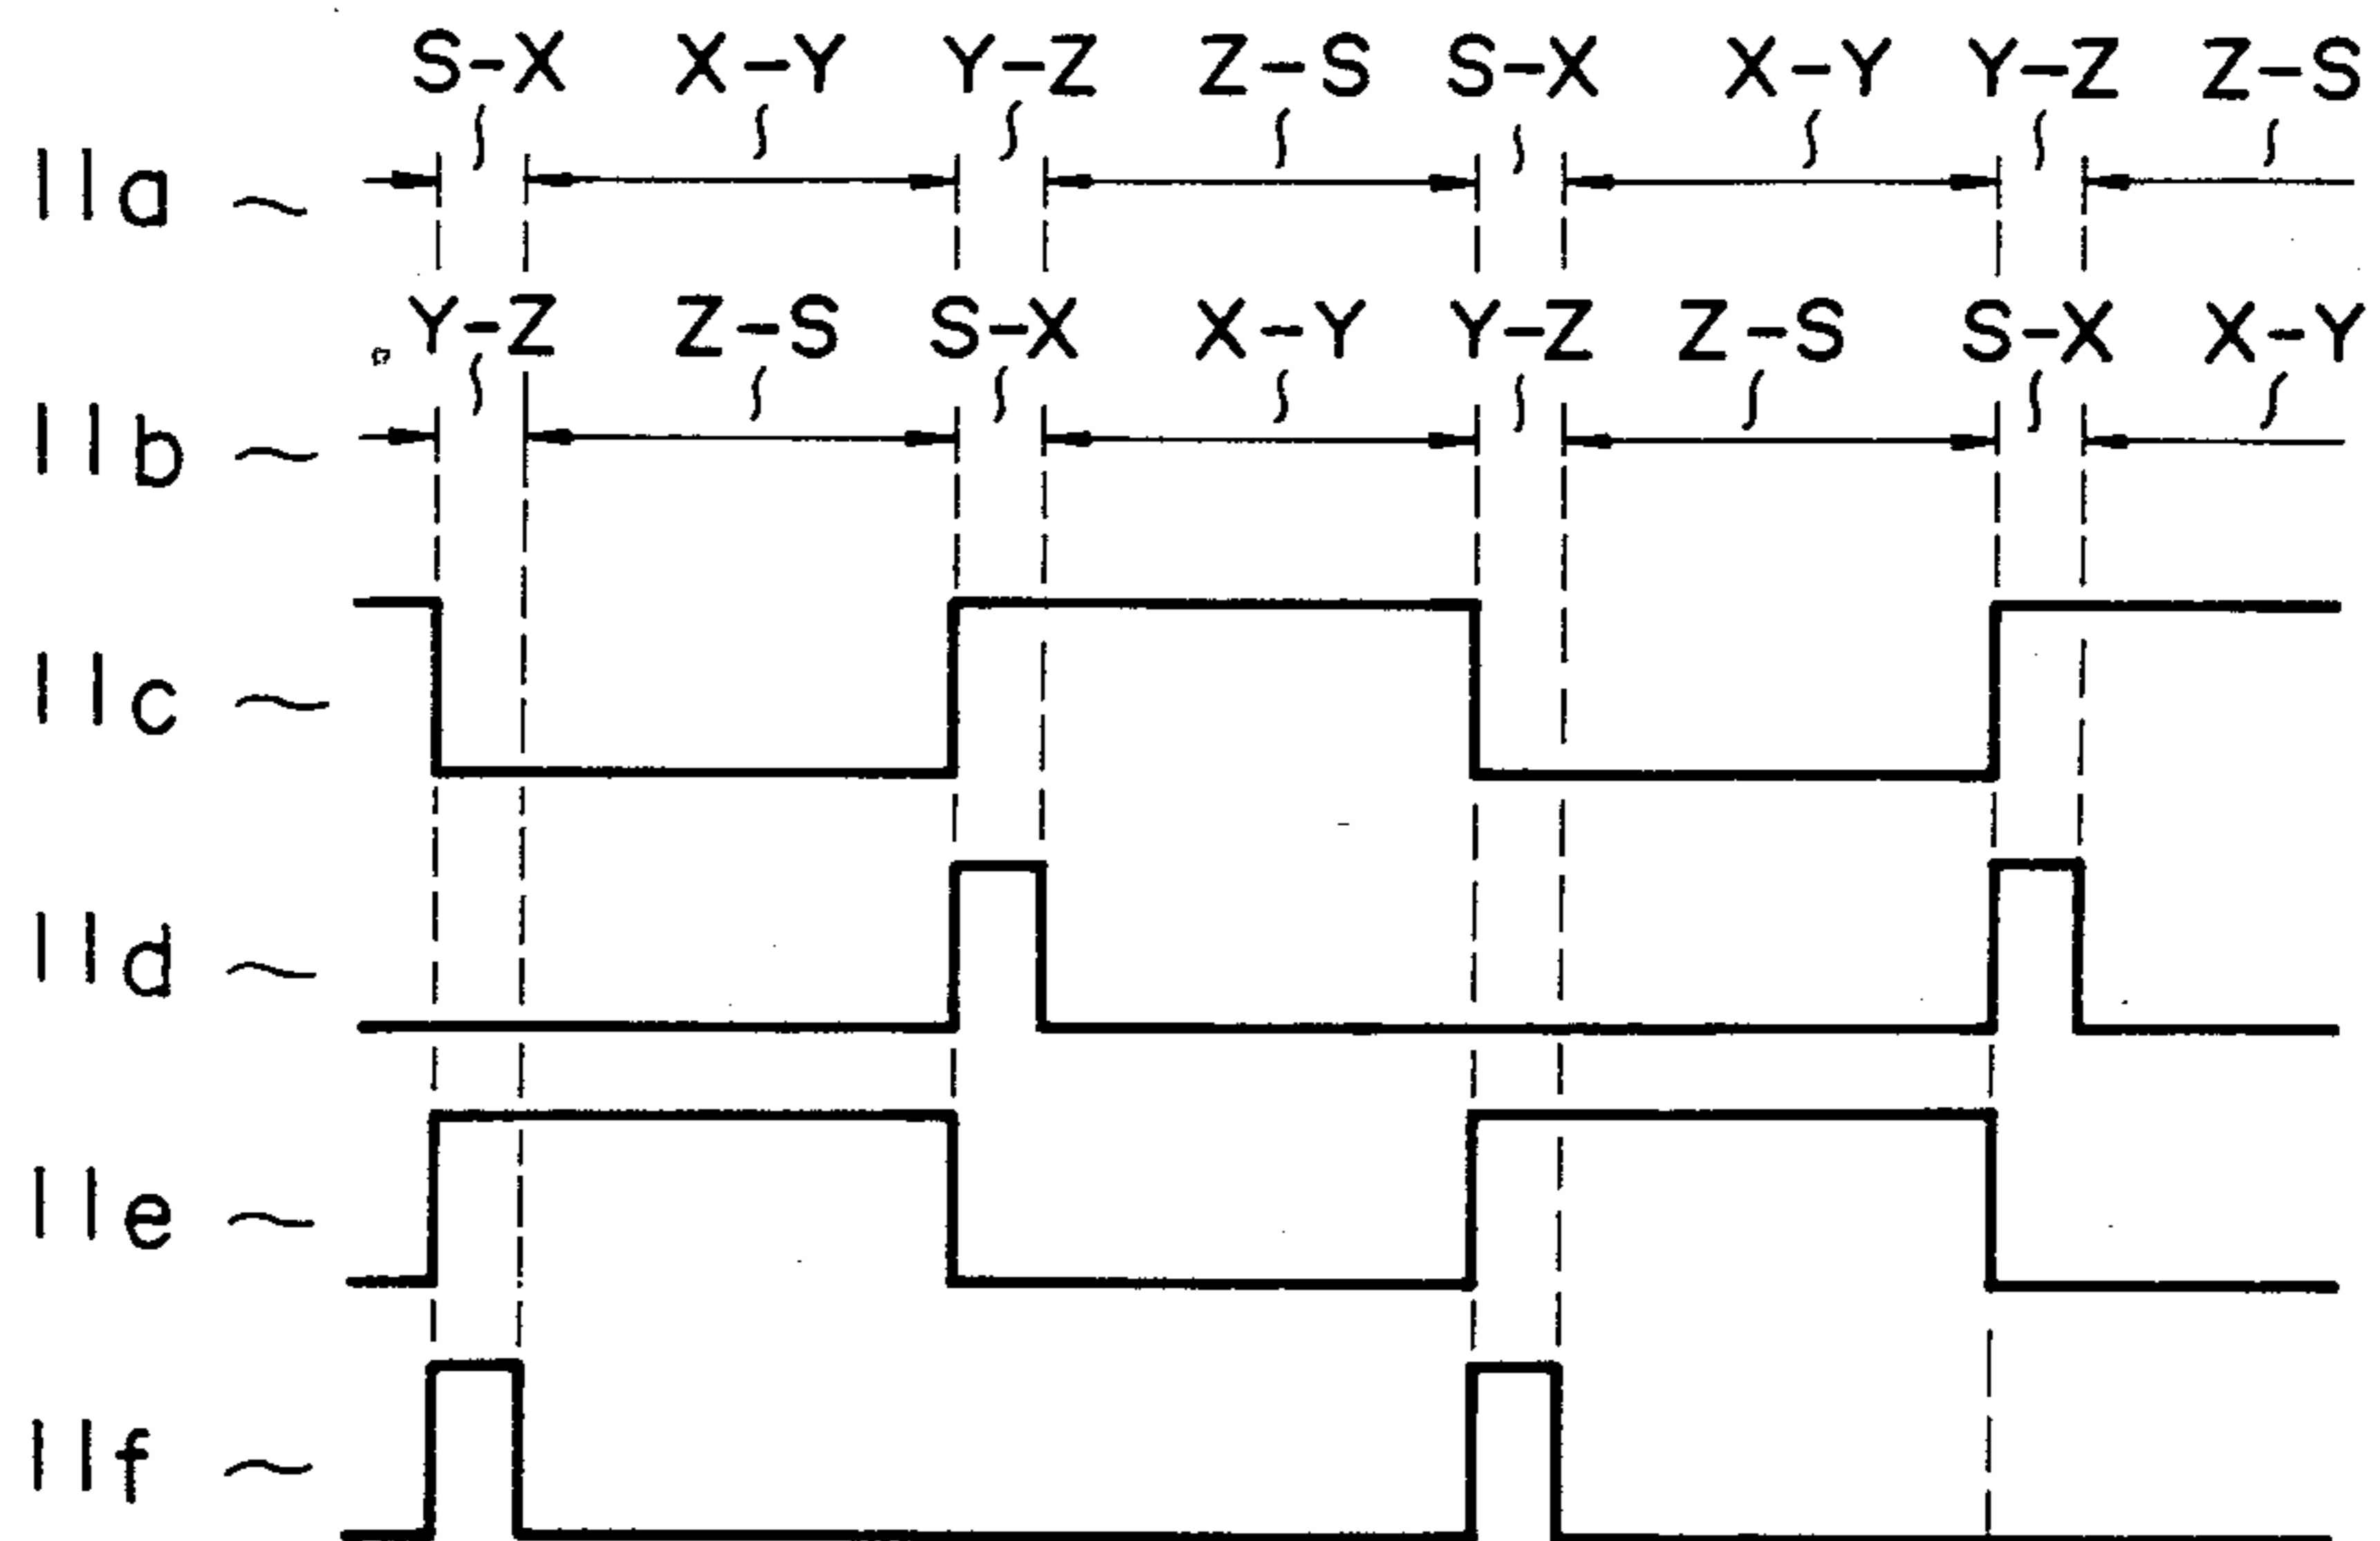 S-X X-Y Y-Z Z-S S-X X-Y Y-Z Z-S
11a
Y-Z Z-S S-X X-Y Y-Z Z-S S-X X-Y
11b
11c
11d
11e
11f